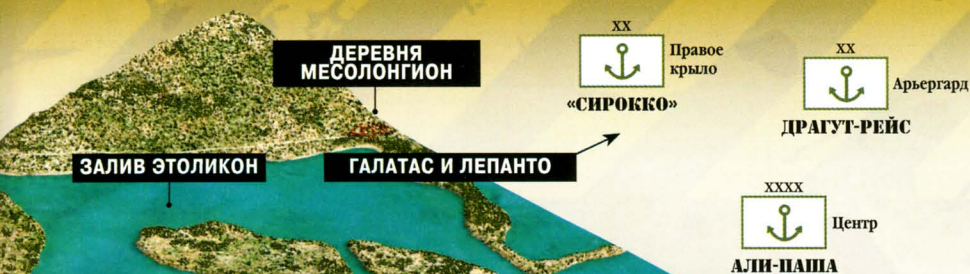 XX
Правое
крыло
«СИРОККО»
XX
Арьергард
ДРАГУТ-РЕЙС
ДЕРЕВНЯ
МЕСОЛОНГИОН
ЗАЛИВ ЭТОЛИКОН
ГАЛАТАС И ЛЕПАНТО
XXXX
Центр
АЛИ-ПАША